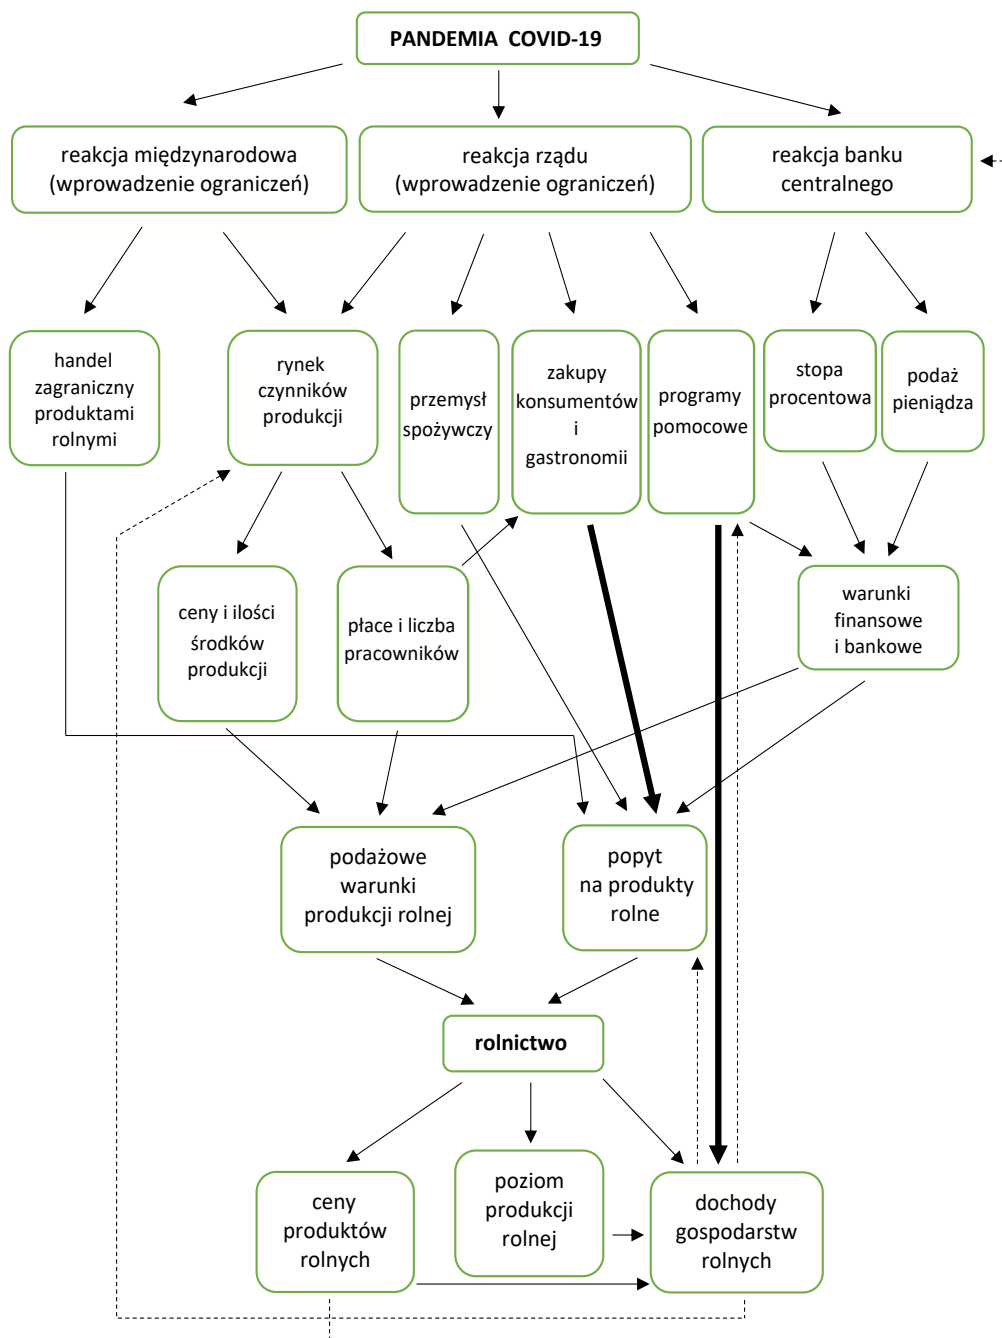 PANDEMIA COVID-19
reakcja międzynarodowa
(wprowadzenie ograniczeń)
reakcja rządu
(wprowadzenie ograniczeń)
reakcja banku
centralnego
handel
zagraniczny
produktami
rolnymi
rynek
czynników
produkcji
przemysł
spożywczy
zakupy
konsumentów
i
gastronomii
programy
pomocowe
stopa
procentowa
podaż
pieniądza
ceny i ilości
środków
produkcji
płace i liczba
pracowników
warunki
finansowe
i bankowe
podażowe
warunki
produkcji rolnej
popyt
na produkty
rolne
rolnictwo
ceny
produktów
rolnych
poziom
produkcji
rolnej
dochody
gospodarstw
rolnych